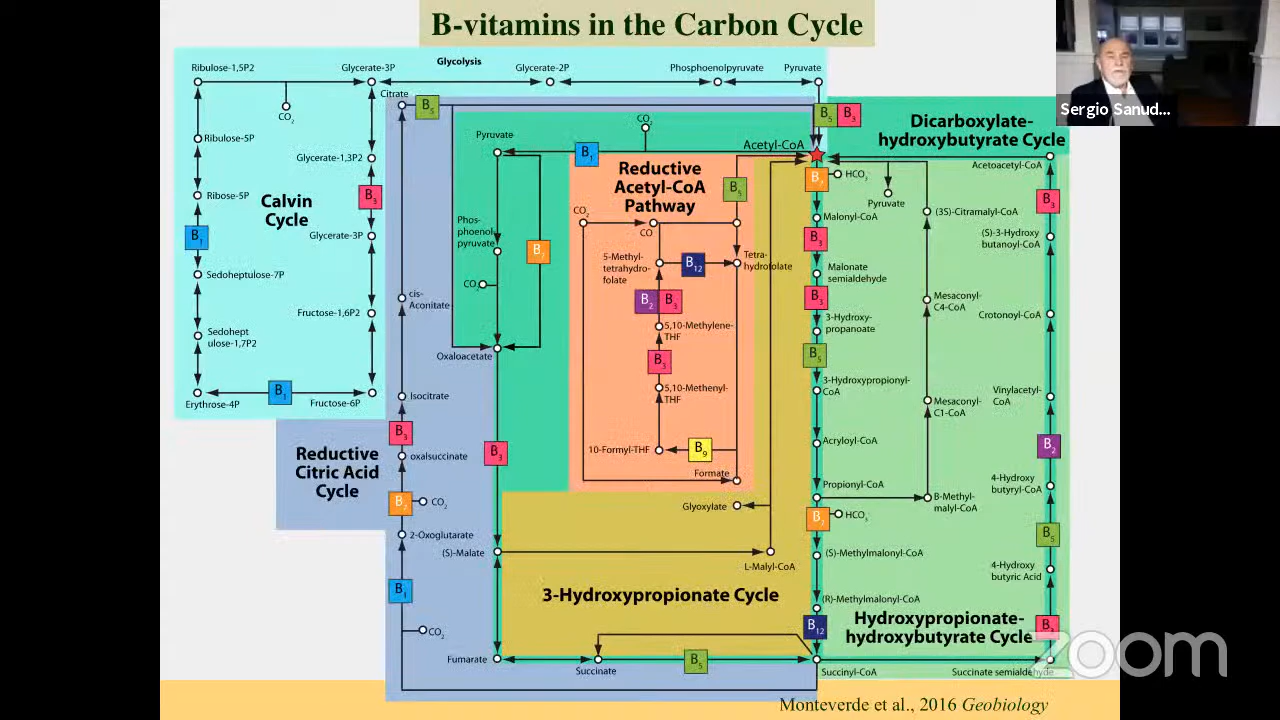 B-vitamins in the Carbon Cycle
Sergio Sanud...
Ribulose-1,5P2
Glycerate-3P
Glycolysis
Glycerate-2P
Phosphoenolpyruvate
Pyruvate
CO2
Ribulose-5P
Glycerate-1,3P2
Ribose-5P
Calvin
Cycle
B3
Glycerate-3P
B1
Sedoheptulose-7P
Fructose-1,6P2
Sedohept
ulose-1,7P2
Erythrose-4P
B1
Fructose-6P
Citrate
B5
cis-
Aconitate
Isocitrate
B3
oxalsuccinate
Reductive
Citric Acid
Cycle
CO2
2-Oxoglutarate
B1
CO2
Pyruvate
B1
CO2
Acetyl-CoA
Phos-
phoenol
pyruvate
CO2
Oxaloacetate
B3
(S)-Malate
Fumarate
Reductive
Acetyl-CoA
Pathway
B5
CO2
CO
5-Methyl-
tetrahydro-
folate
B12
Tetra-
hydrofolate
B2
B3
5,10-Methylene-
THF
B3
5,10-Methenyl-
THF
10-Formyl-THF
B9
Formate
Glyoxylate
L-Malyl-CoA
3-Hydroxypropionate Cycle
Succinate
B5
B5
B3
HCO3
Malonyl-CoA
B3
Malonate
semialdehyde
B3
3-Hydroxy-
propanoate
B5
3-Hydroxypropionyl-
CoA
Acryloyl-CoA
Propionyl-CoA
HCO3
(S)-Methylmalonyl-CoA
(R)-Methylmalonyl-CoA
B12
Succinyl-CoA
Dicarboxylate-
hydroxybutyrate Cycle
Acetoacetyl-CoA
Pyruvate
(3S)-Citramalyl-CoA
B3
(S)-3-Hydroxy
butanoyl-CoA
Mesaconyl-
C4-CoA
Crotonoyl-CoA
Mesaconyl-
C1-CoA
Vinylacetyl-
CoA
B2
B-Methyl-
malyl-CoA
4-Hydroxy
butyryl-CoA
B5
4-Hydroxy
butyric Acid
Hydroxypropionate-
hydroxybutyrate Cycle
B3
Succinate semialdehyde
zoom
Monteverde et al., 2016 Geobiology